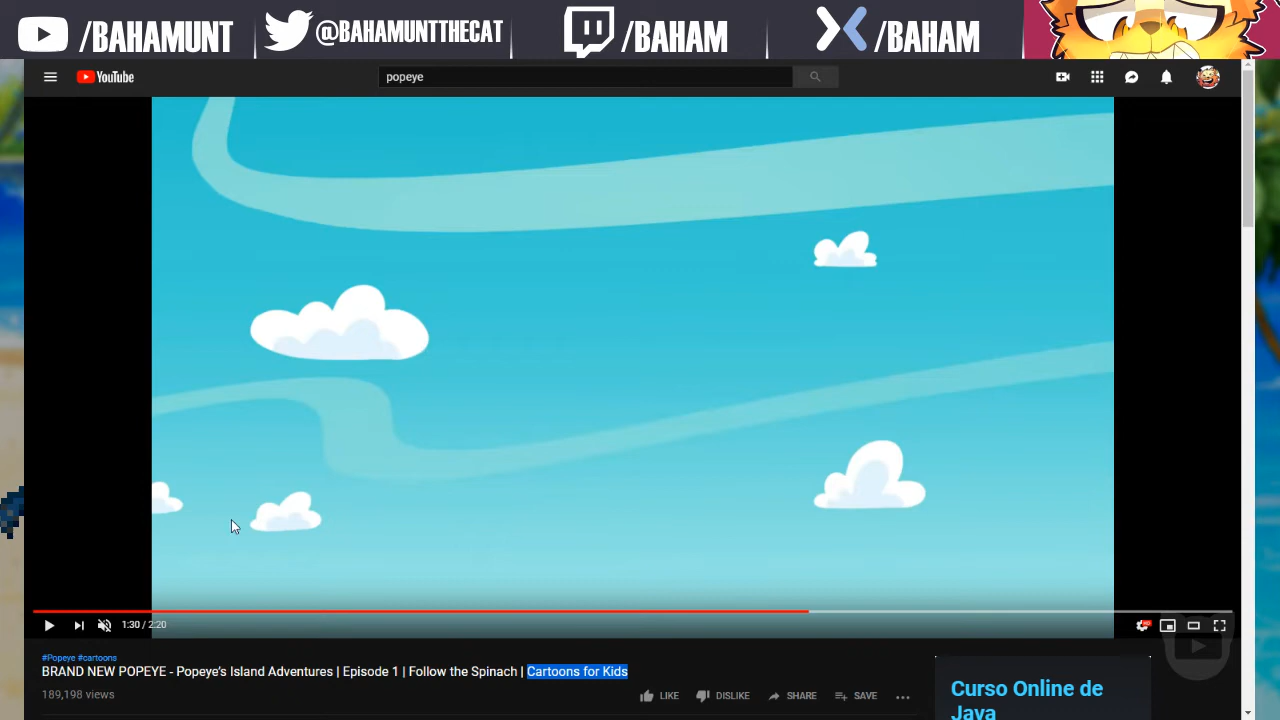 /BAHAMUNT
@BAHAMUNTTHECAT
/BAHAM
/BAHAM
YouTube
popeye
1:30 / 2:20
#Popeye #cartoons
BRAND NEW POPEYE - Popeye's Island Adventures | Episode 1 | Follow the Spinach | Cartoons for Kids
189,198 views
LIKE
DISLIKE
SHARE
SAVE
Curso Online de
Java